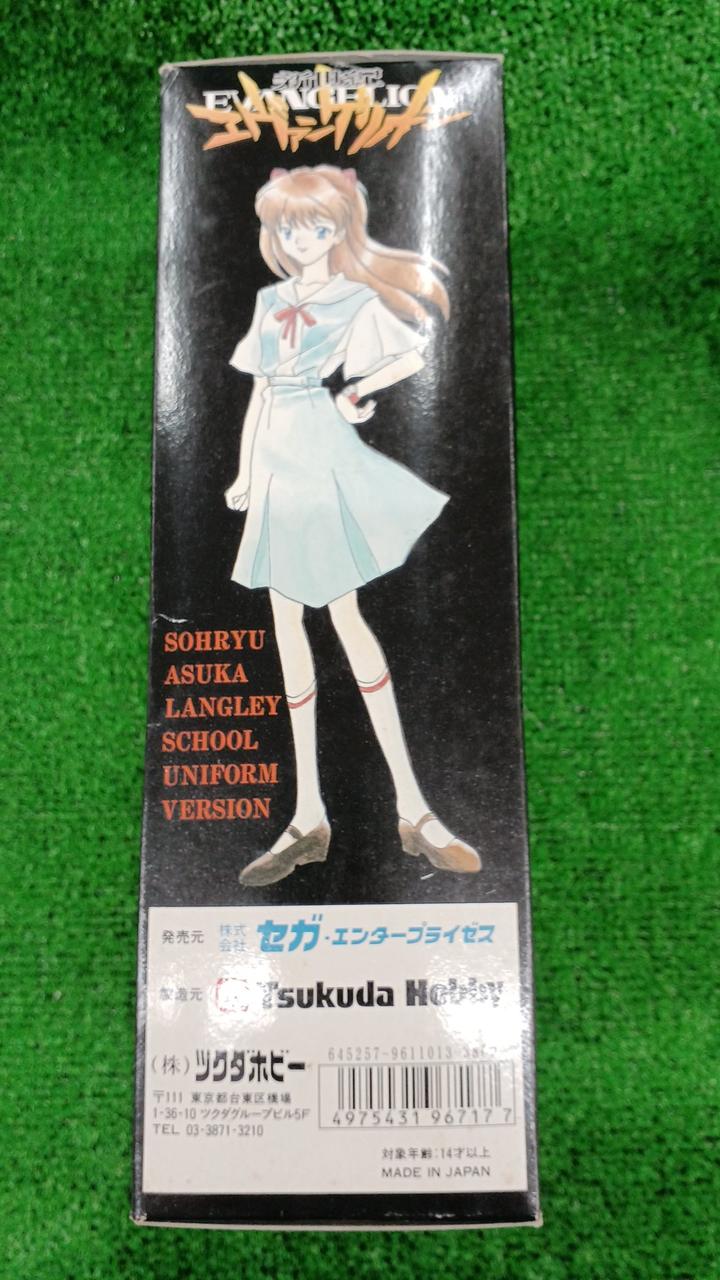 新世紀
EVANGELION
エヴァンゲリオン
SOHRYU
ASUKA
LANGLEY
SCHOOL
UNIFORM
VERSION
発売元 株式会社 セガ・エンタープライゼス
製造元 Tsukuda Hobby
(株)ツクダホビー
645257-9611013
〒111 東京都台東区橋場
1-36-10 ツクダグループビル5F
TEL 03-3871-3210
4975431 967177
対象年齢:14才以上
MADE IN JAPAN